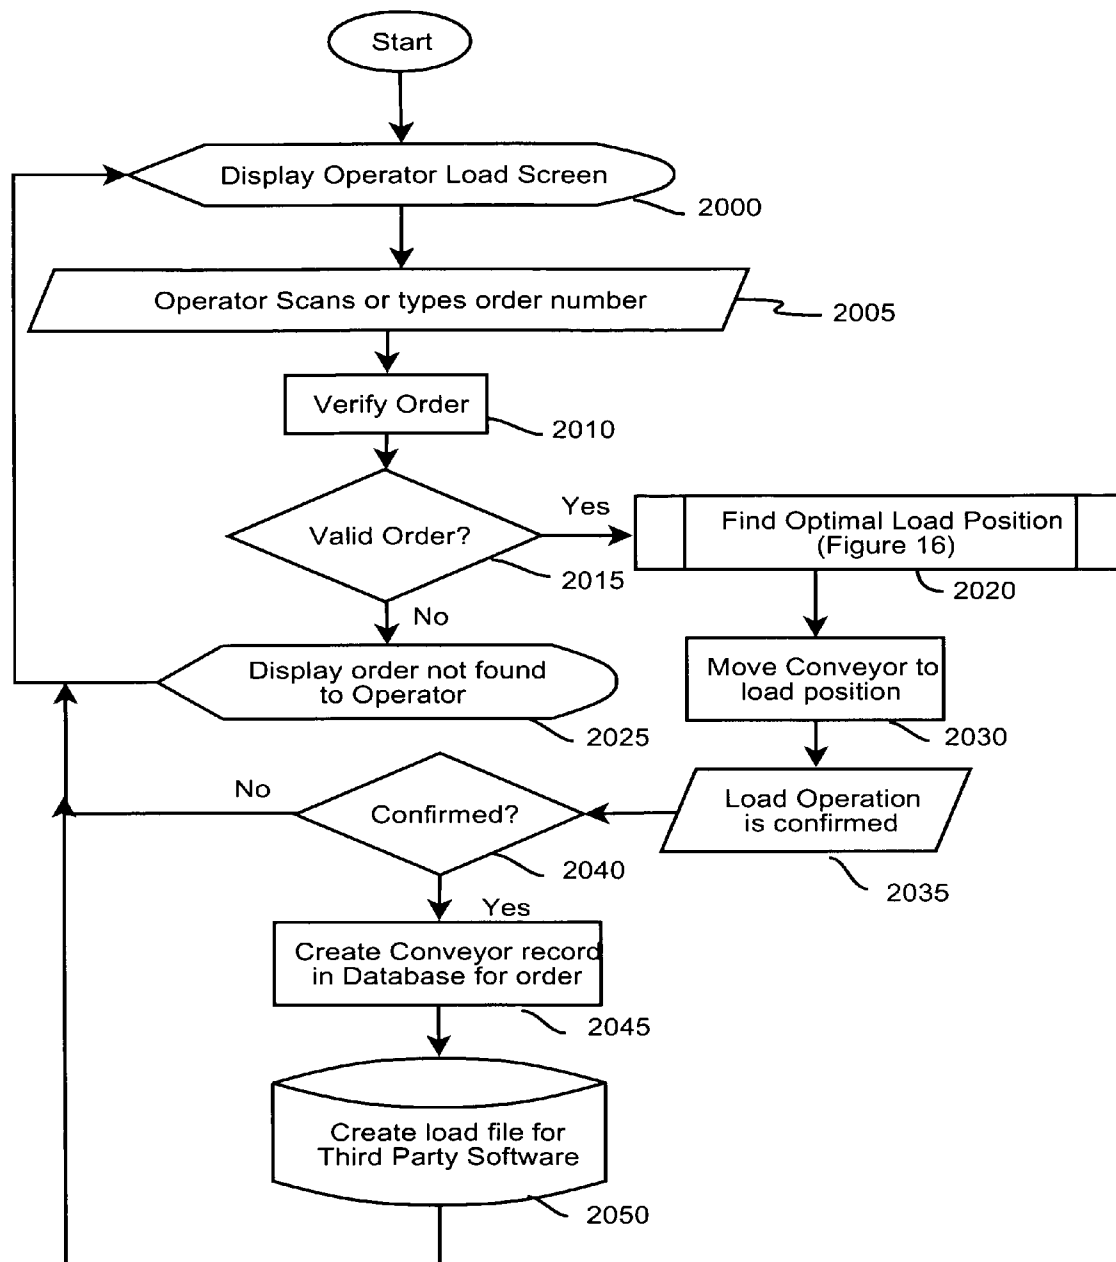 Start
Display Operator Load Screen
2000
Operator Scans or types order number
2005
Verify Order
2010
Valid Order?
2015
Yes
Find Optimal Load Position
(Figure 16)
2020
No
Display order not found
to Operator
2025
Move Conveyor to
load position
2030
Load Operation
is confirmed
2035
No
Confirmed?
2040
Yes
Create Conveyor record
in Database for order
2045
Create load file for
Third Party Software
2050